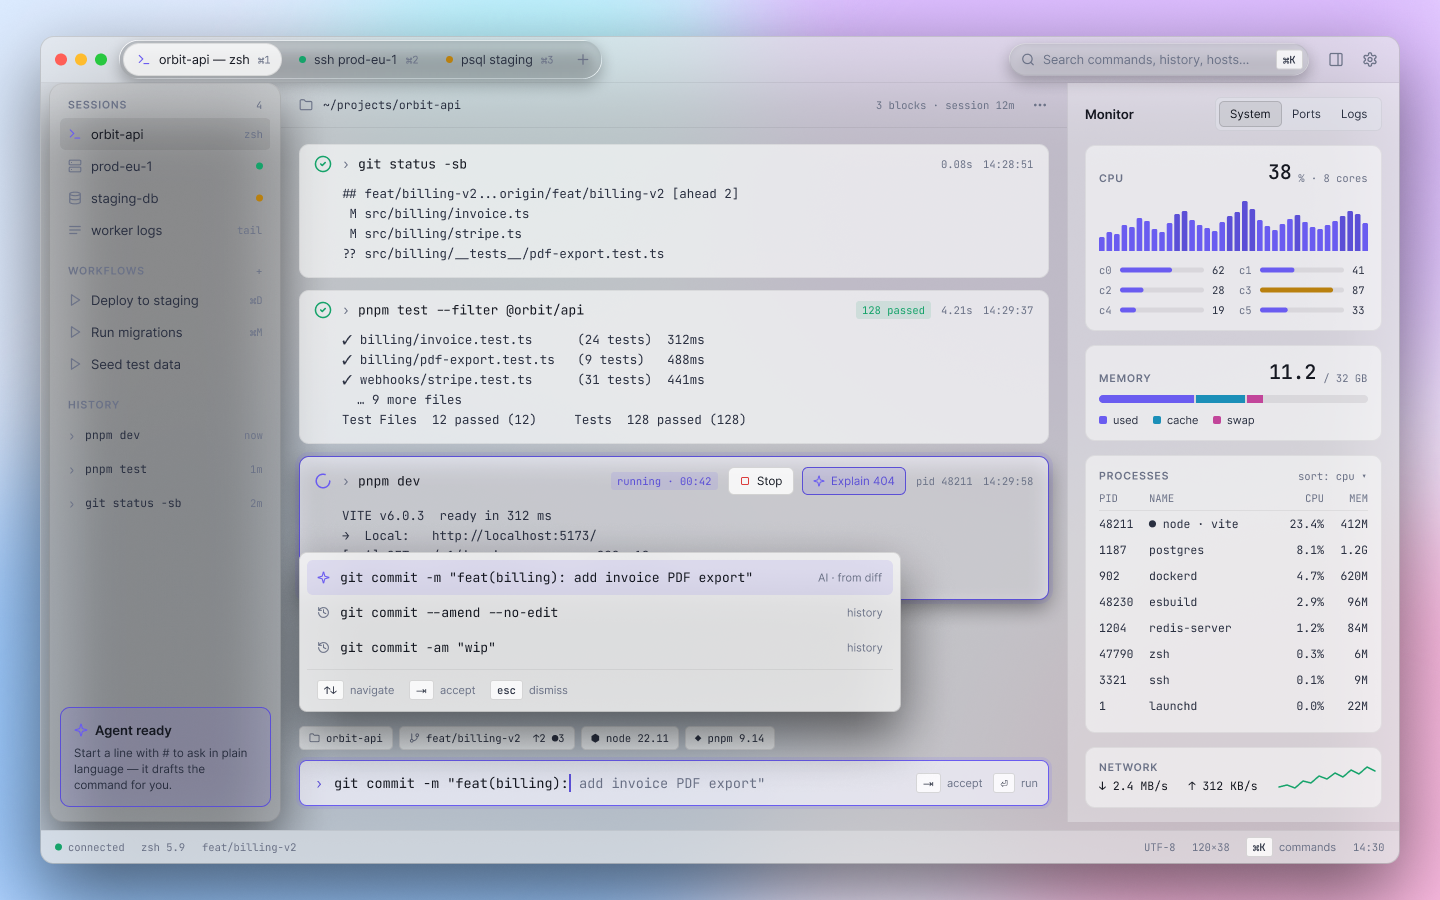 orbit-api — zsh ⌘1
ssh prod-eu-1 ⌘2
psql staging ⌘3
+
Search commands, history, hosts... ⌘K
SESSIONS 4
orbit-api zsh
prod-eu-1
staging-db
worker logs tail
WORKFLOWS +
Deploy to staging ⌘D
Run migrations ⌘M
Seed test data
HISTORY
› pnpm dev now
› pnpm test 1m
› git status -sb 2m
Agent ready
Start a line with # to ask in plain
language — it drafts the
command for you.
~/projects/orbit-api
3 blocks · session 12m
› git status -sb 0.08s 14:28:51
## feat/billing-v2...origin/feat/billing-v2 [ahead 2]
M src/billing/invoice.ts
M src/billing/stripe.ts
?? src/billing/__tests__/pdf-export.test.ts
› pnpm test --filter @orbit/api 128 passed 4.21s 14:29:37
✓ billing/invoice.test.ts (24 tests) 312ms
✓ billing/pdf-export.test.ts (9 tests) 488ms
✓ webhooks/stripe.test.ts (31 tests) 441ms
… 9 more files
Test Files 12 passed (12) Tests 128 passed (128)
› pnpm dev running · 00:42 Stop Explain 404 pid 48211 14:29:58
VITE v6.0.3 ready in 312 ms
→ Local: http://localhost:5173/
git commit -m "feat(billing): add invoice PDF export" AI · from diff
git commit --amend --no-edit history
git commit -am "wip" history
↑↓ navigate ⇥ accept esc dismiss
orbit-api
feat/billing-v2 ↑2 ●3
node 22.11
pnpm 9.14
› git commit -m "feat(billing): add invoice PDF export" ⇥ accept ⏎ run
Monitor
System Ports Logs
CPU 38 % · 8 cores
c0 62 c1 41
c2 28 c3 87
c4 19 c5 33
MEMORY 11.2 / 32 GB
used cache swap
PROCESSES sort: cpu ▾
PID NAME CPU MEM
48211 ● node · vite 23.4% 412M
1187 postgres 8.1% 1.2G
902 dockerd 4.7% 620M
48230 esbuild 2.9% 96M
1204 redis-server 1.2% 84M
47790 zsh 0.3% 6M
3321 ssh 0.1% 9M
1 launchd 0.0% 22M
NETWORK
↓ 2.4 MB/s ↑ 312 KB/s
connected zsh 5.9 feat/billing-v2
UTF-8 120×38 ⌘K commands 14:30